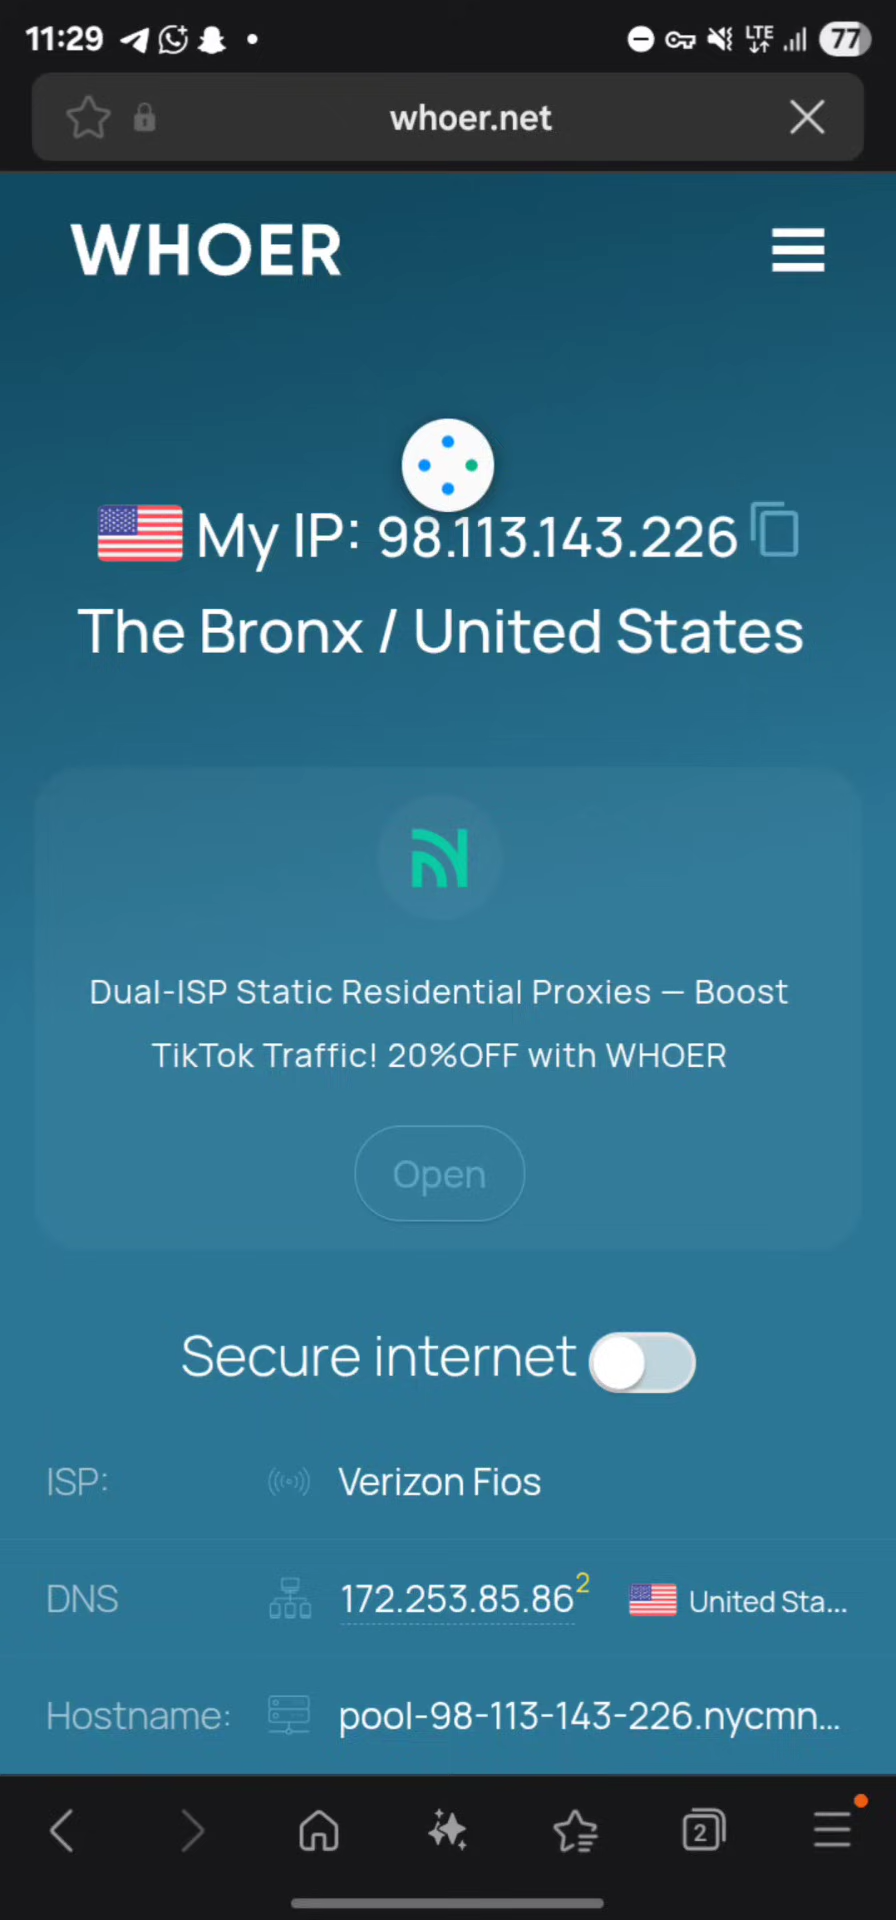 11:29
LTE
77
whoer.net
WHOER
My IP: 98.113.143.226
The Bronx / United States
Dual-ISP Static Residential Proxies — Boost
TikTok Traffic! 20%OFF with WHOER
Open
Secure internet
ISP: Verizon Fios
DNS 172.253.85.86 2 United Sta...
Hostname: pool-98-113-143-226.nycmn...
2